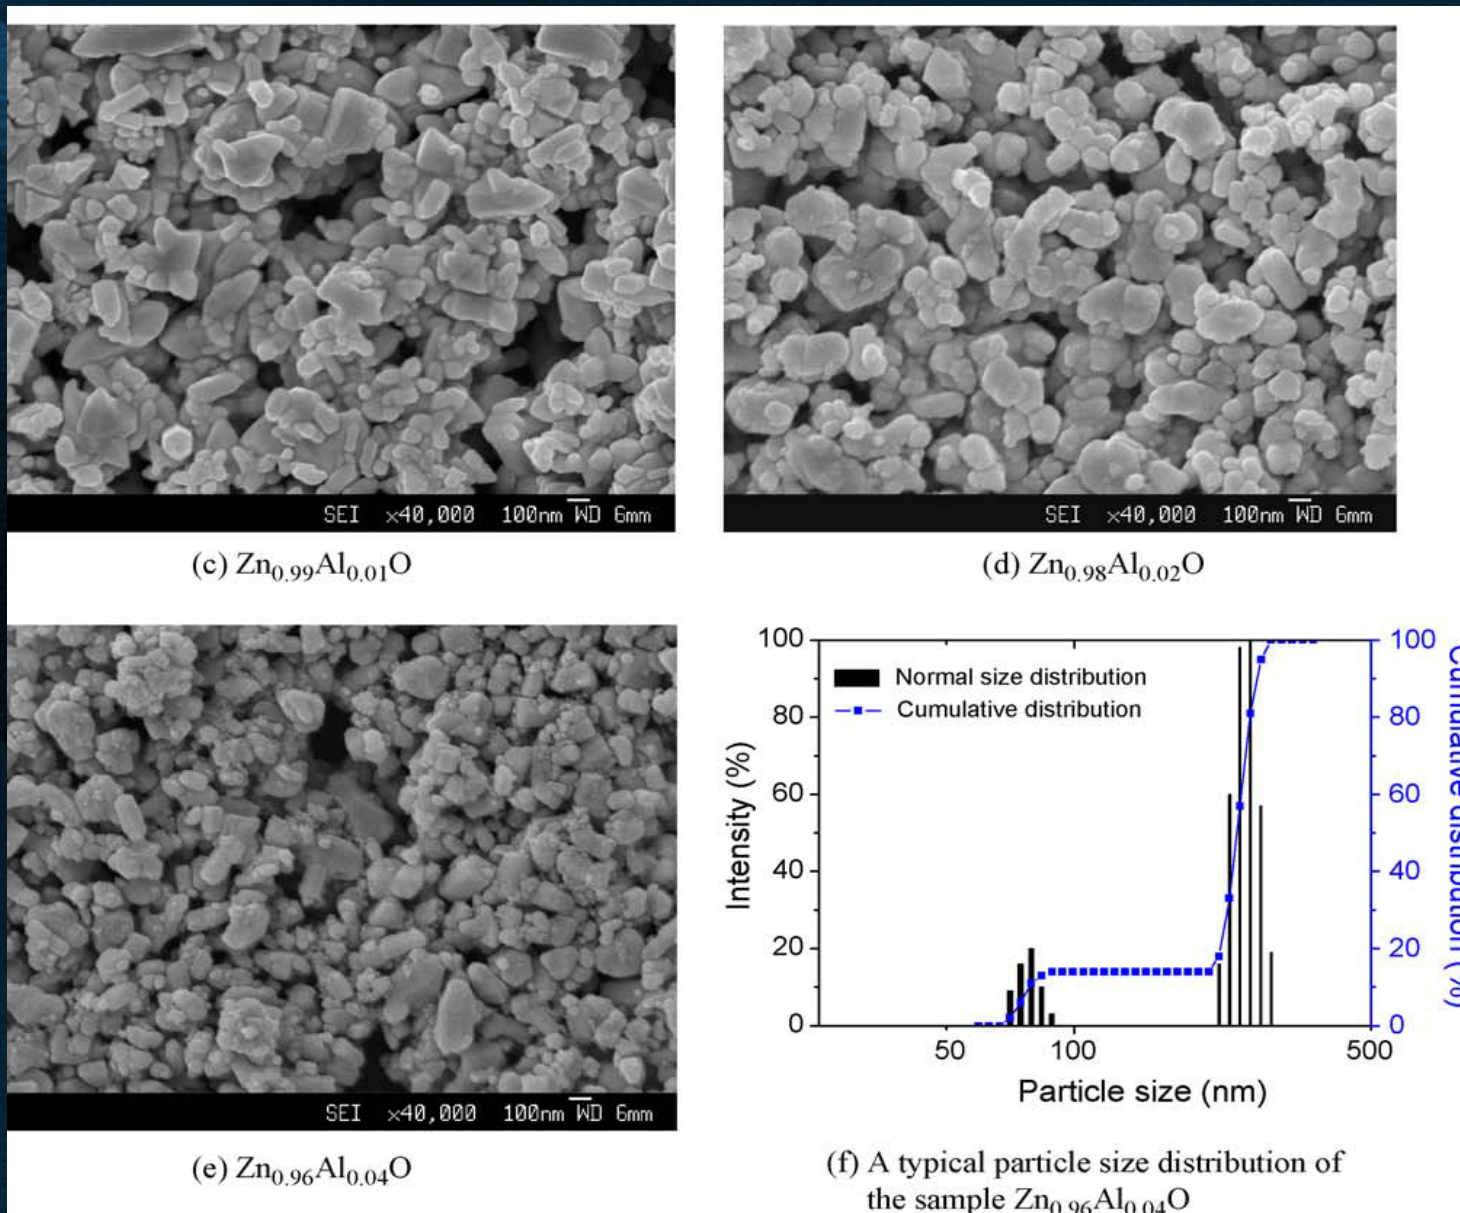 SEI ×40,000 100nm WD 6mm
SEI ×40,000 100nm WD 6mm
(c) Zn0.99Al0.01O
(d) Zn0.98Al0.02O
SEI ×40,000 100nm WD 6mm
(e) Zn0.96Al0.04O
100
80
60
40
20
0
Intensity (%)
Normal size distribution
Cumulative distribution
100
80
60
40
20
0
Cumulative distribution (%)
50 100 500
Particle size (nm)
(f) A typical particle size distribution of
the sample Zn0.96Al0.04O